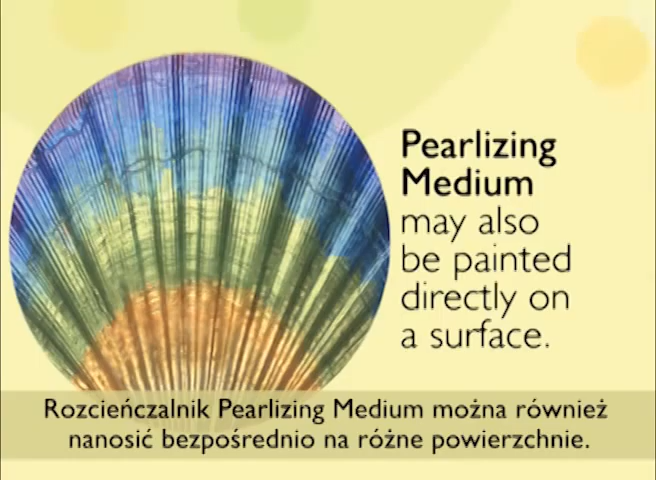 Pearlizing
Medium
may also
be painted
directly on
a surface.
Rozcieńczalnik Pearlizing Medium można również
nanosić bezpośrednio na różne powierzchnie.